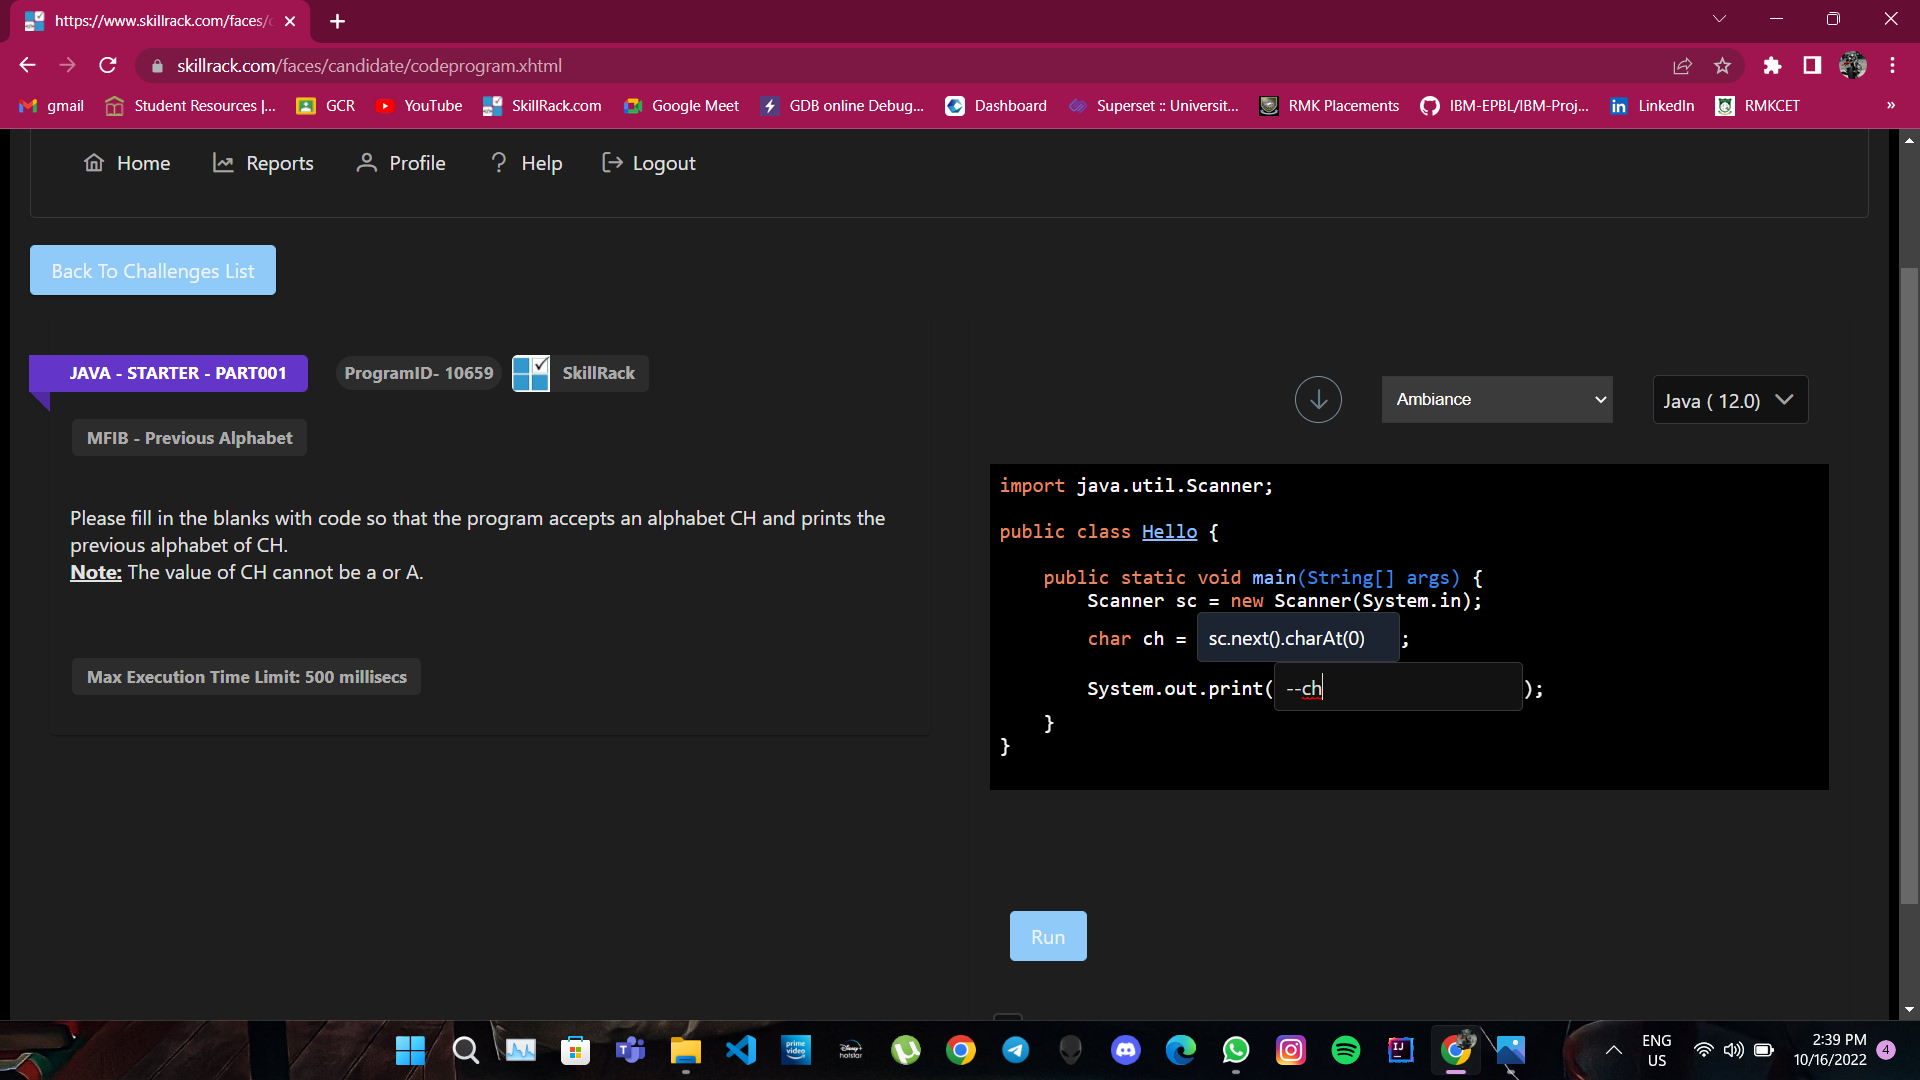 https://www.skillrack.com/faces/c
skillrack.com/faces/candidate/codeprogram.xhtml
gmail Student Resources |... GCR YouTube SkillRack.com Google Meet GDB online Debug... Dashboard Superset :: Universit... RMK Placements IBM-EPBL/IBM-Proj... LinkedIn RMKCET »
Home Reports Profile Help Logout
Back To Challenges List
JAVA - STARTER - PART001 ProgramID- 10659 SkillRack
MFIB - Previous Alphabet
Please fill in the blanks with code so that the program accepts an alphabet CH and prints the
previous alphabet of CH.
Note: The value of CH cannot be a or A.
Max Execution Time Limit: 500 millisecs
Ambiance Java ( 12.0)
import java.util.Scanner;
public class Hello {
public static void main(String[] args) {
Scanner sc = new Scanner(System.in);
char ch = sc.next().charAt(0) ;
System.out.print( --ch );
}
}
Run
prime video
Disney+ hotstar
IJ
ENG
US
2:39 PM
10/16/2022
4